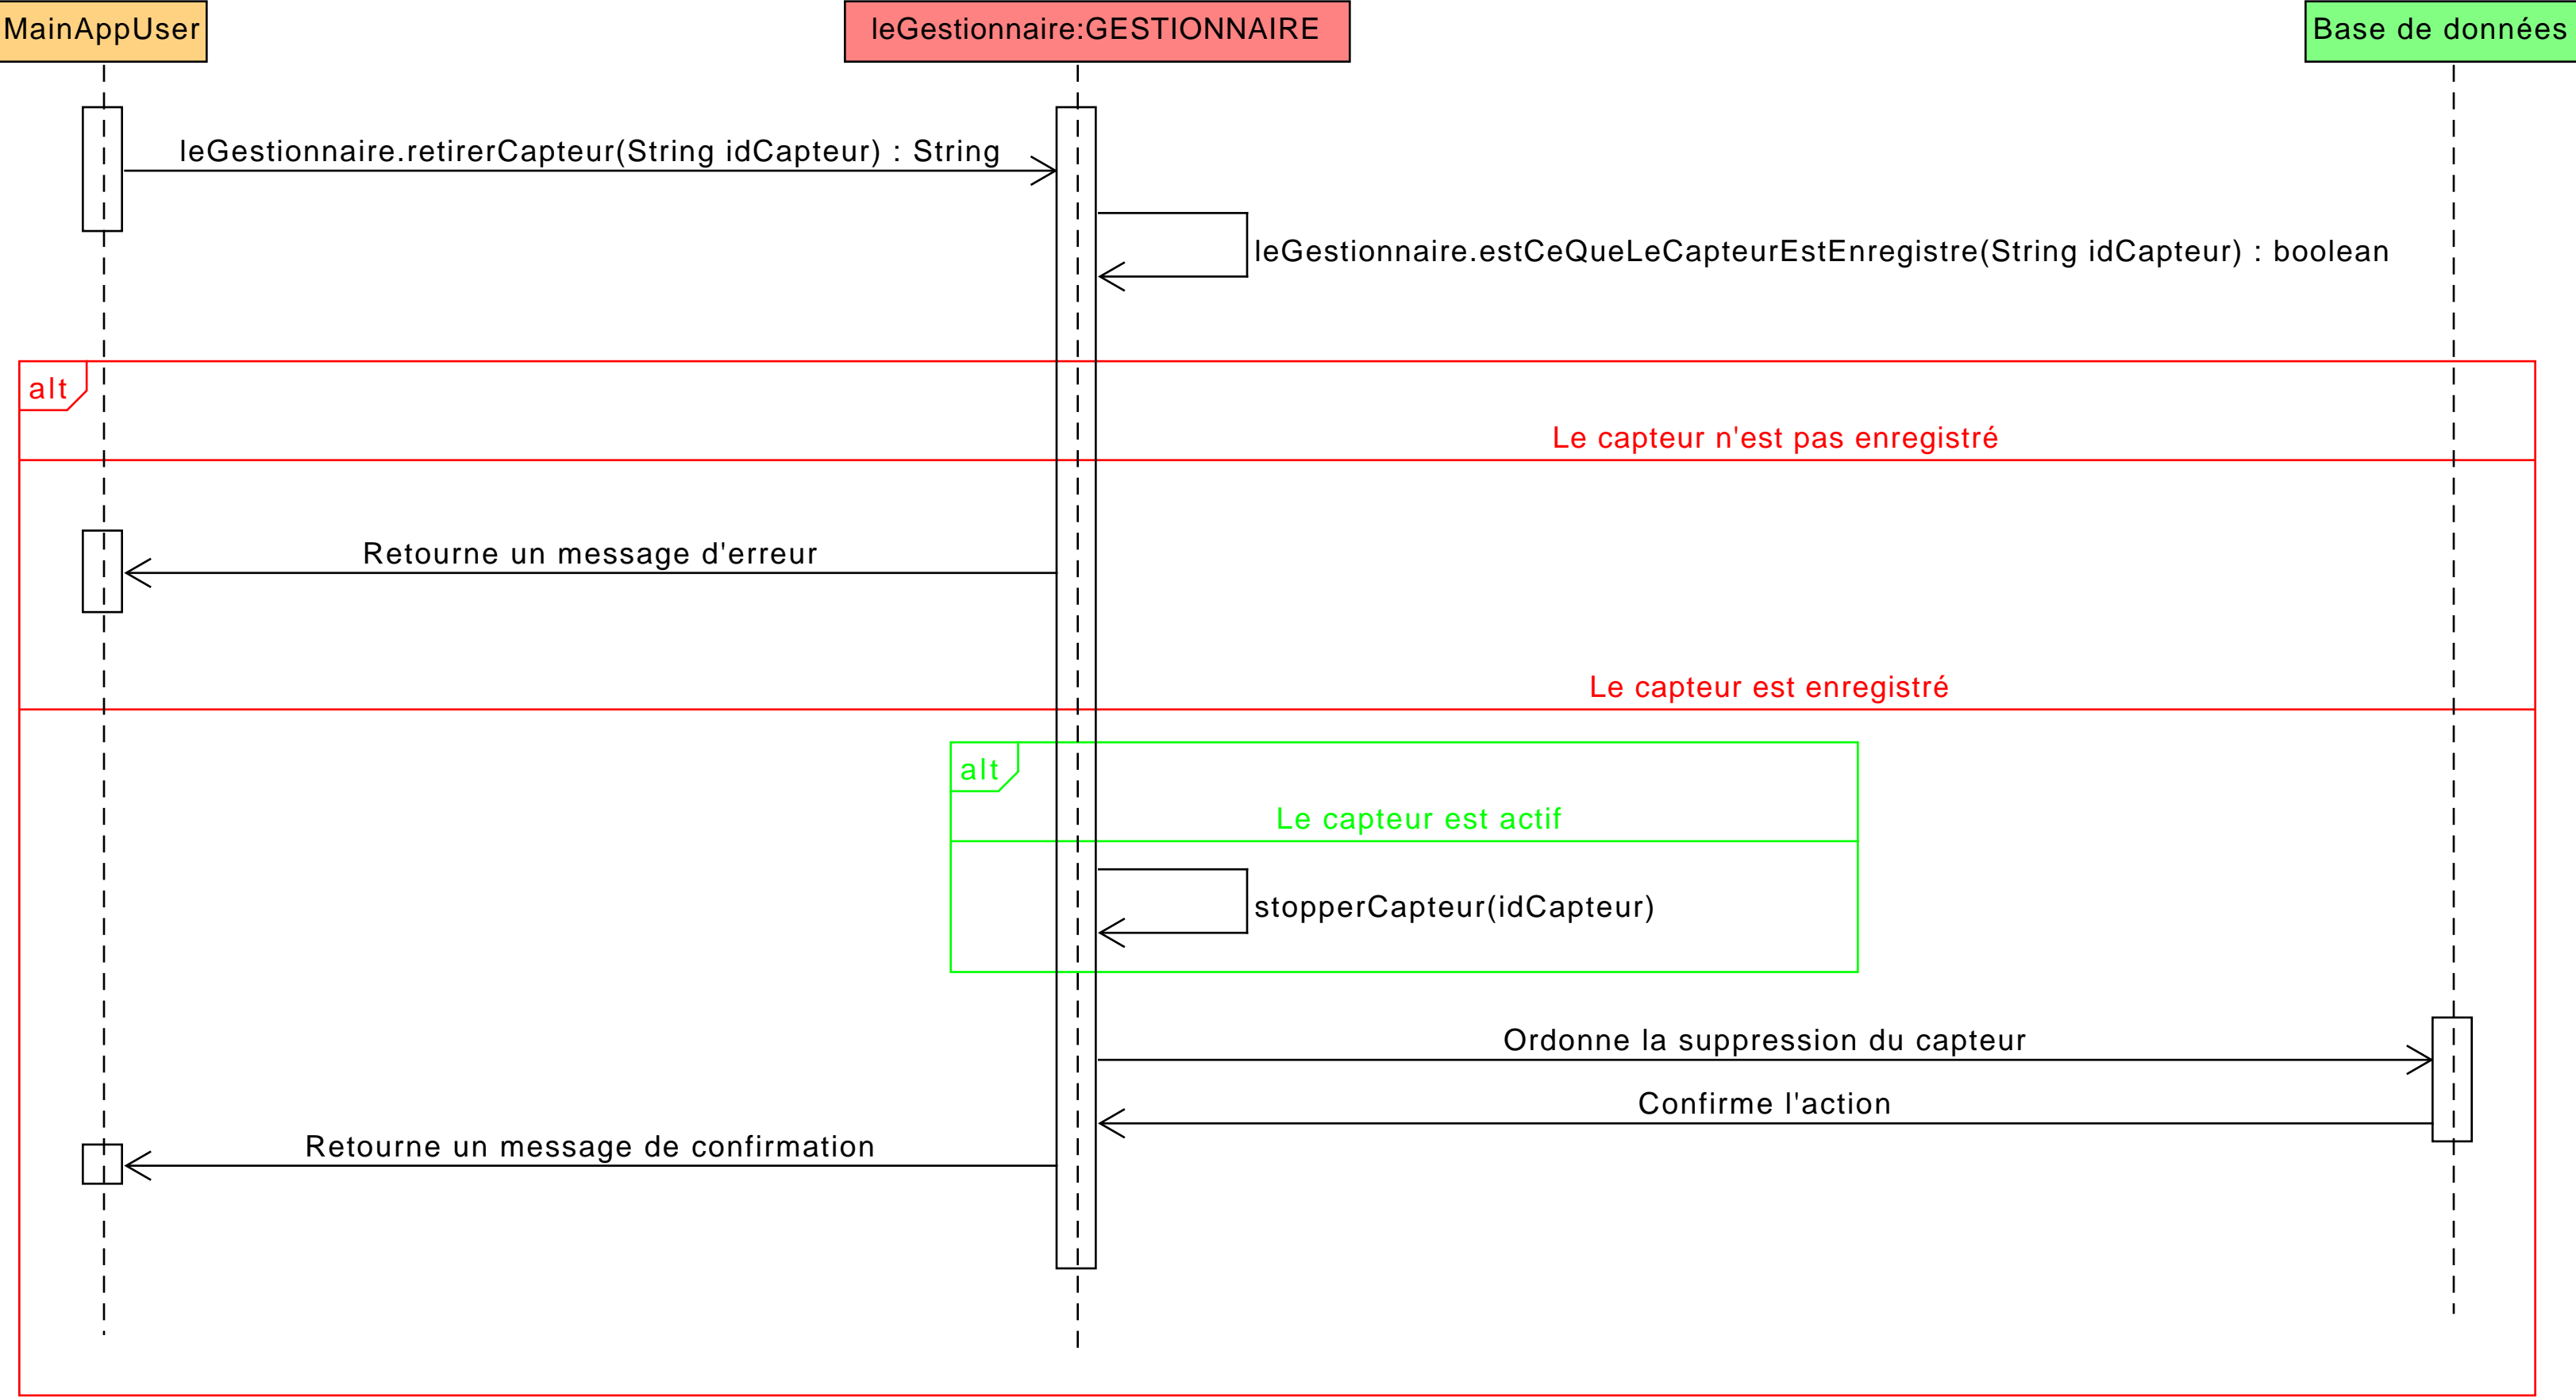 MainAppUser
leGestionnaire:GESTIONNAIRE
Base de données
leGestionnaire.retirerCapteur(String idCapteur) : String
leGestionnaire.estCeQueLeCapteurEstEnregistre(String idCapteur) : boolean
alt
Le capteur n'est pas enregistré
Retourne un message d'erreur
Le capteur est enregistré
alt
Le capteur est actif
stopperCapteur(idCapteur)
Ordonne la suppression du capteur
Confirme l'action
Retourne un message de confirmation